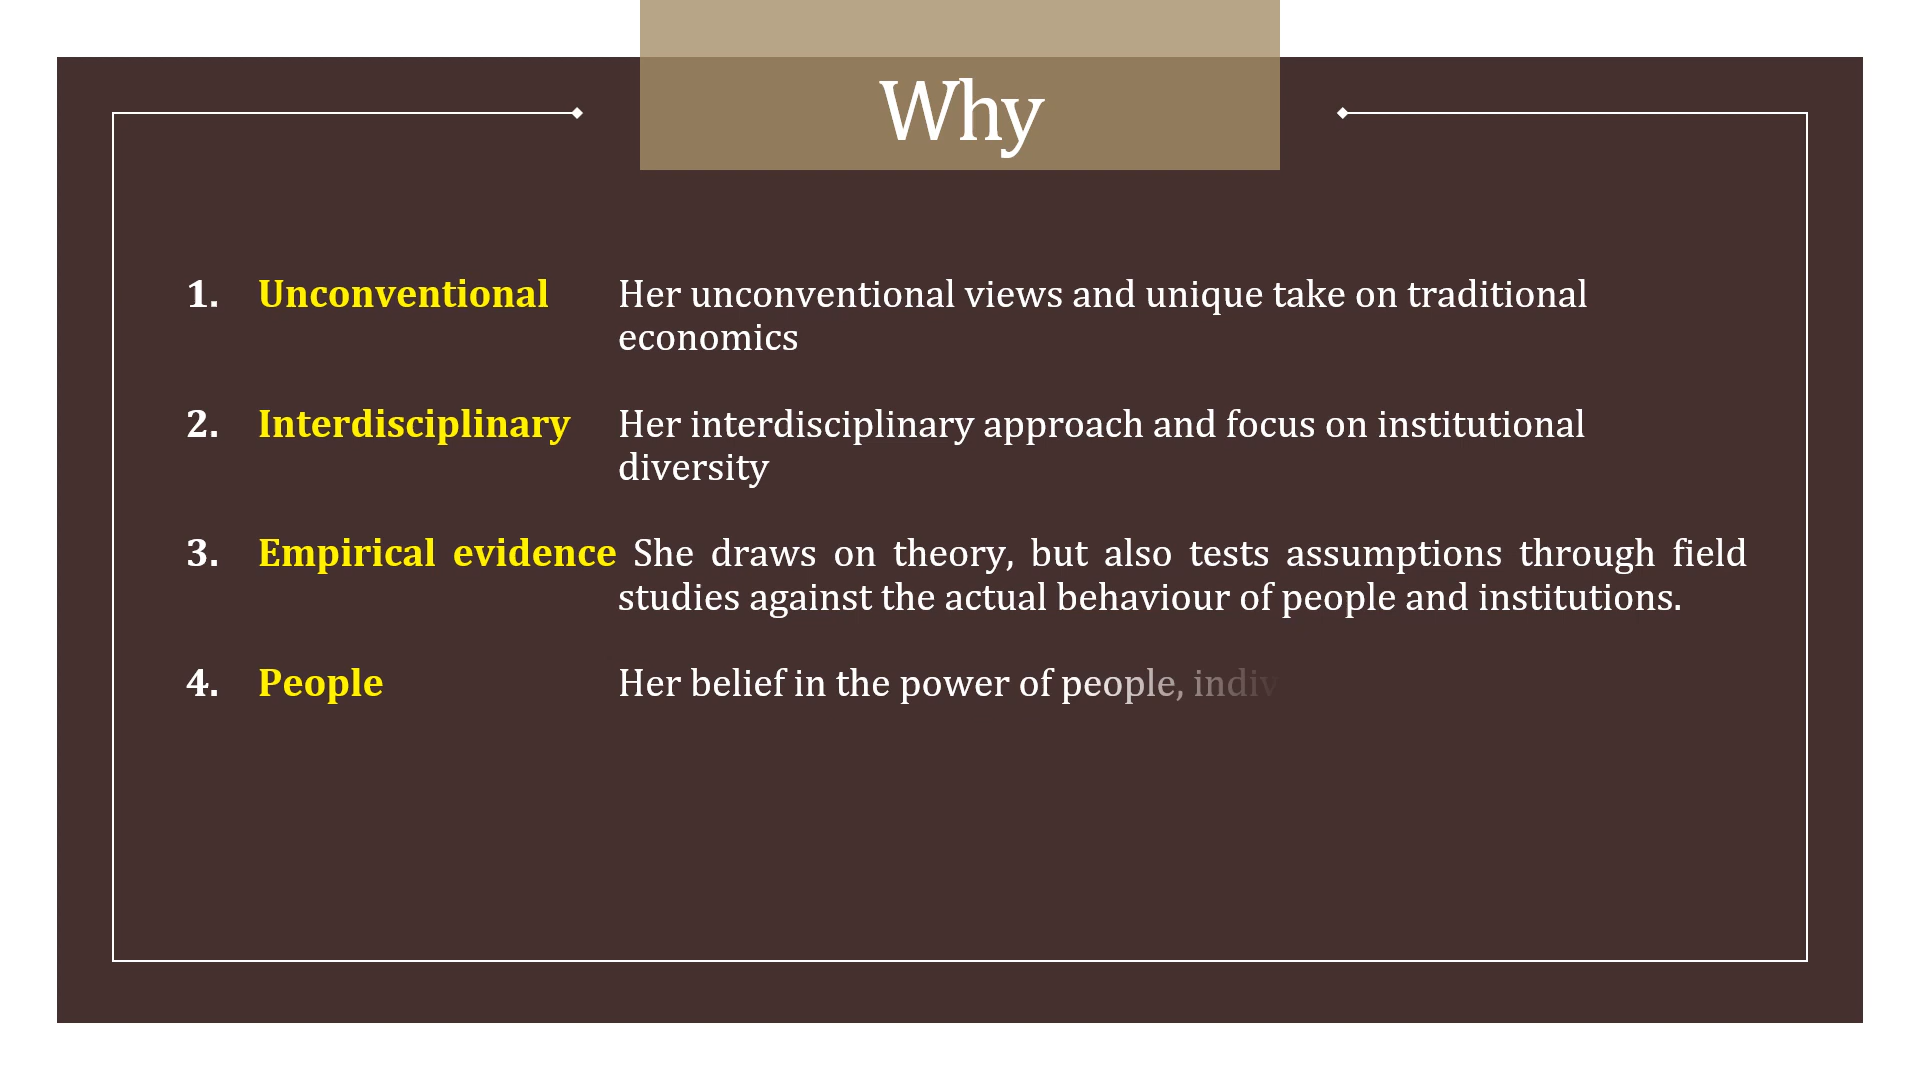 Why
1. Unconventional Her unconventional views and unique take on traditional
economics
2. Interdisciplinary Her interdisciplinary approach and focus on institutional
diversity
3. Empirical evidence She draws on theory, but also tests assumptions through field
studies against the actual behaviour of people and institutions.
4. People Her belief in the power of people,